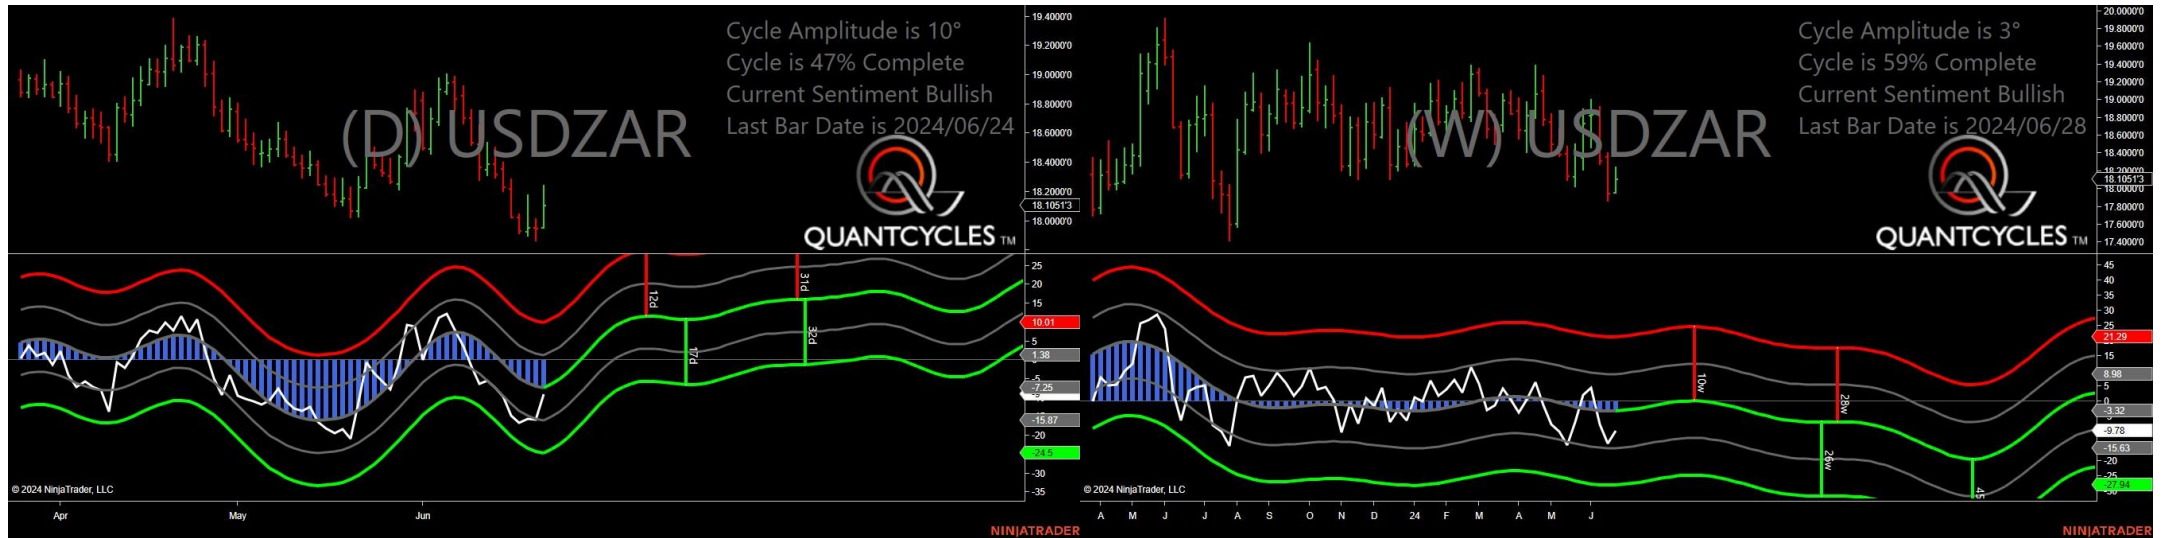 Cycle Amplitude is 10°
Cycle is 47% Complete
Current Sentiment Bullish
Last Bar Date is 2024/06/24
(D) USDZAR
QUANTCYCLES TM
19.4000'0
19.2000'0
19.0000'0
18.8000'0
18.6000'0
18.4000'0
18.2000'0
18.1051'3
18.0000'0
12d
31d
17d
32d
25
20
15
10.01
5
1.38
-5
-7.25
-9
-15.87
-20
-24.5
-30
-35
© 2024 NinjaTrader, LLC
Apr May Jun
NINJATRADER
Cycle Amplitude is 3°
Cycle is 59% Complete
Current Sentiment Bullish
Last Bar Date is 2024/06/28
(W) USDZAR
QUANTCYCLES TM
20.0000'0
19.8000'0
19.6000'0
19.4000'0
19.2000'0
19.0000'0
18.8000'0
18.6000'0
18.4000'0
18.1051'3
18.0000'0
17.8000'0
17.6000'0
17.4000'0
10w
28w
26w
45
45
40
35
30
25
21.29
15
8.98
5
0
-3.32
-9.78
-15.63
-20
-25
-27.94
© 2024 NinjaTrader, LLC
A M J J A S O N D 24 F M A M J
NINJATRADER